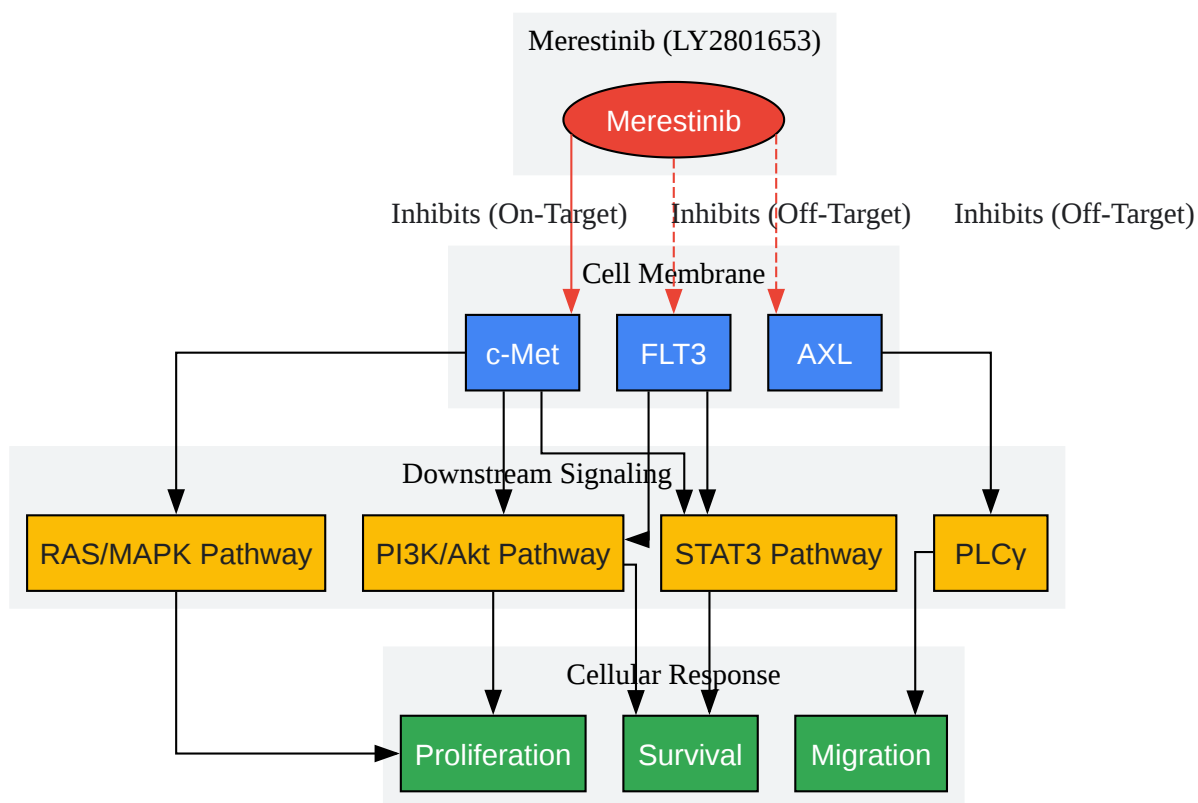 Merestinib (LY2801653)
Merestinib
Inhibits (On-Target)
Inhibits (Off-Target)
Inhibits (Off-Target)
Cell Membrane
c-Met
FLT3
AXL
Downstream Signaling
RAS/MAPK Pathway
PI3K/Akt Pathway
STAT3 Pathway
PLCγ
Cellular Response
Proliferation
Survival
Migration